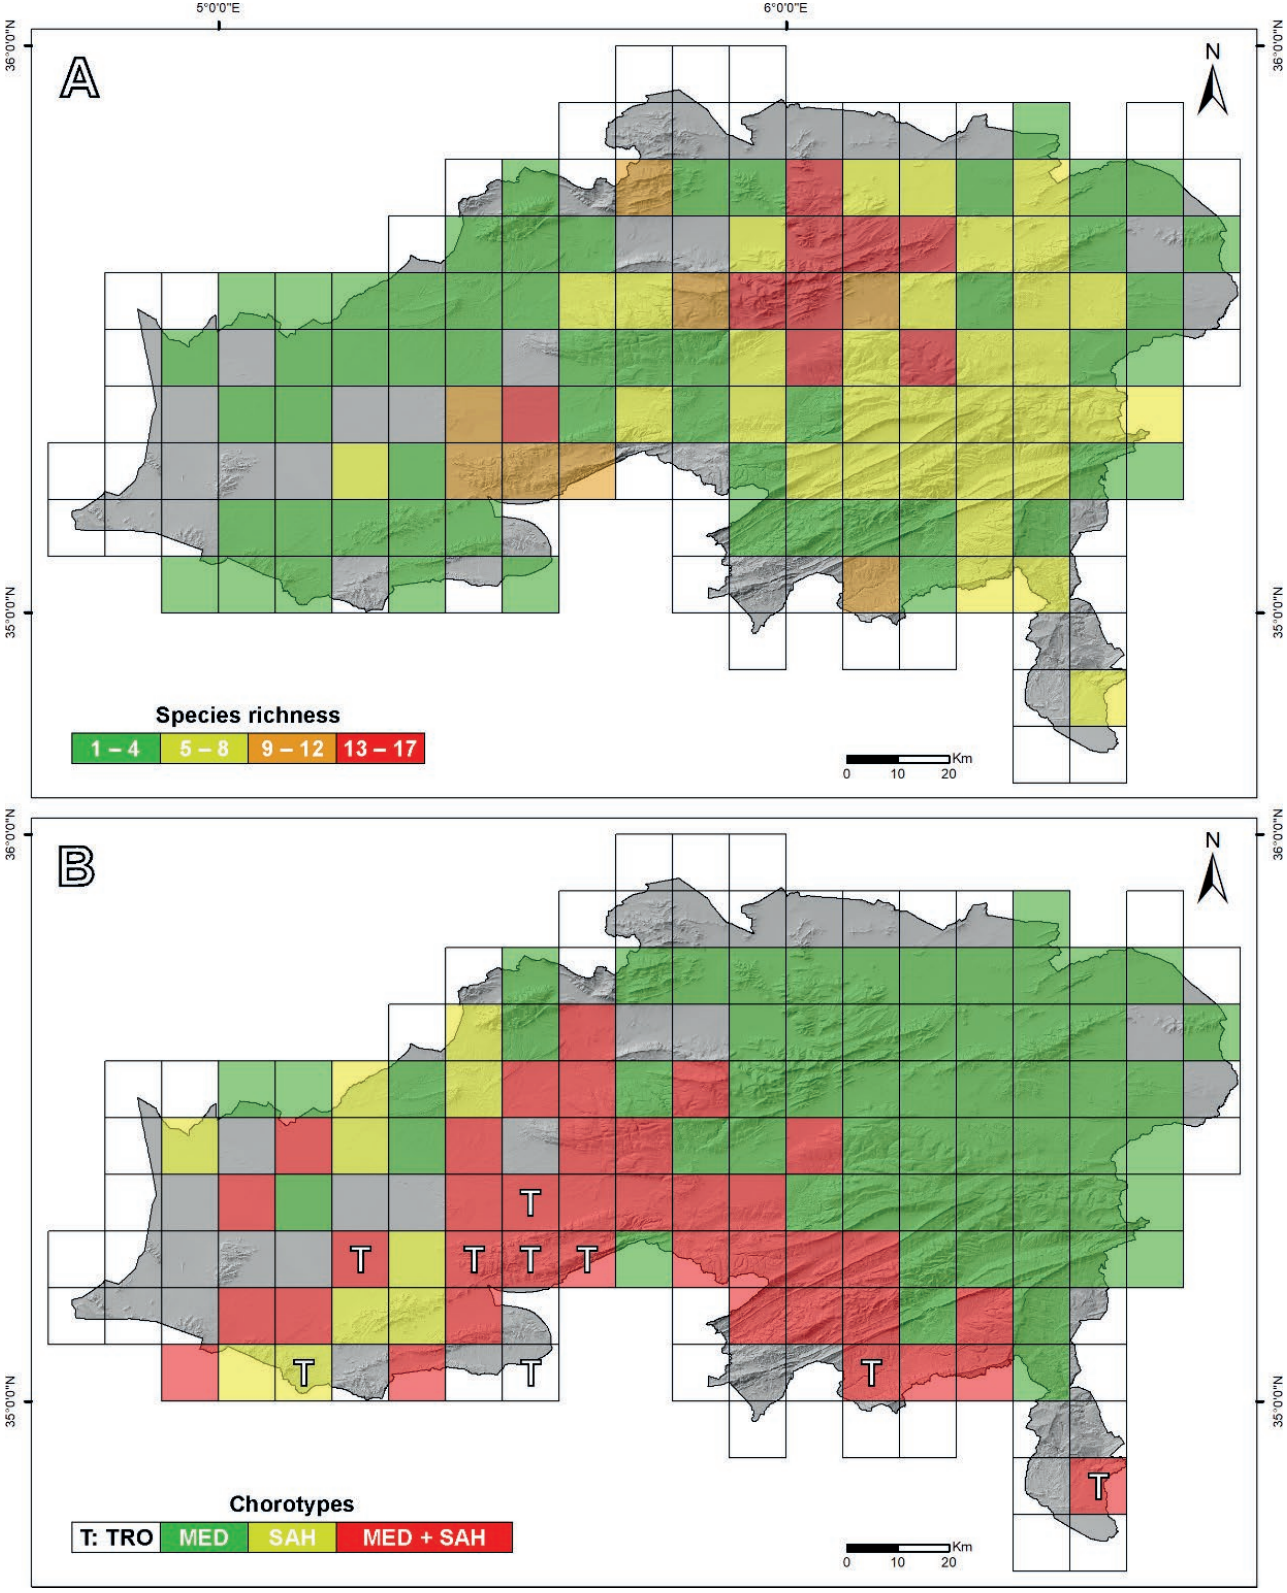 5°0'0"E 6°0'0"E
36°0'0"N 36°0'0"N
A
N
35°0'0"N 35°0'0"N
Species richness
1 – 4 5 – 8 9 – 12 13 – 17
Km
0 10 20
36°0'0"N 36°0'0"N
B
N
T
T T T T
T T T
35°0'0"N 35°0'0"N
T
Chorotypes
T: TRO MED SAH MED + SAH
Km
0 10 20